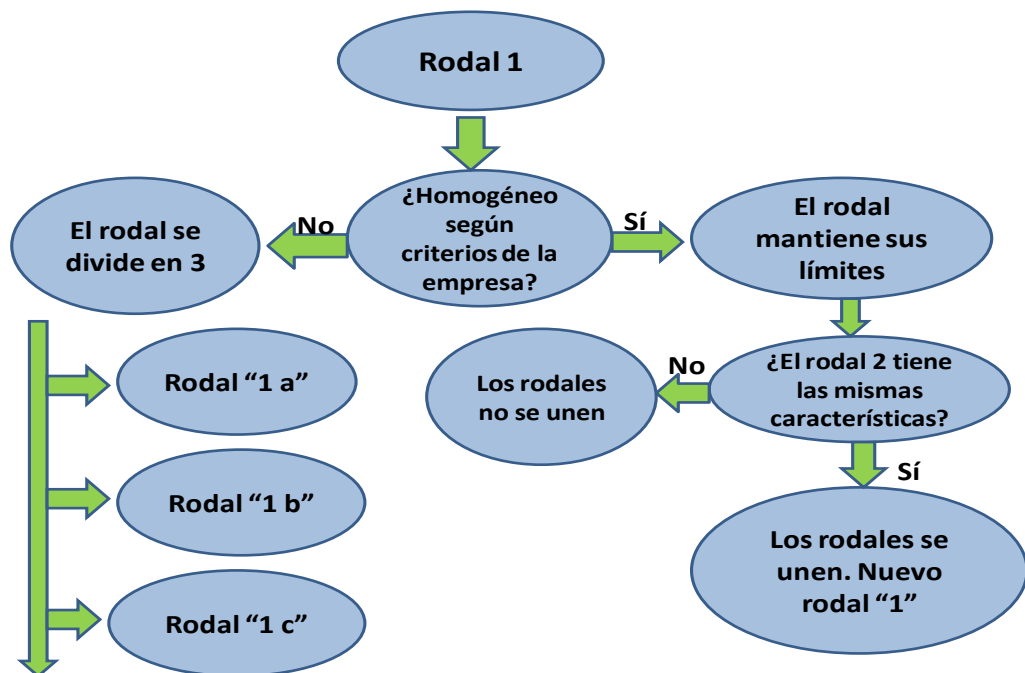 Rodal 1
¿Homogéneo
según
criterios de la
empresa?
No
Sí
El rodal se
divide en 3
El rodal
mantiene sus
límites
Rodal “1 a”
Rodal “1 b”
Rodal “1 c”
¿El rodal 2 tiene
las mismas
características?
No
Los rodales
no se unen
Sí
Los rodales se
unen. Nuevo
rodal “1”